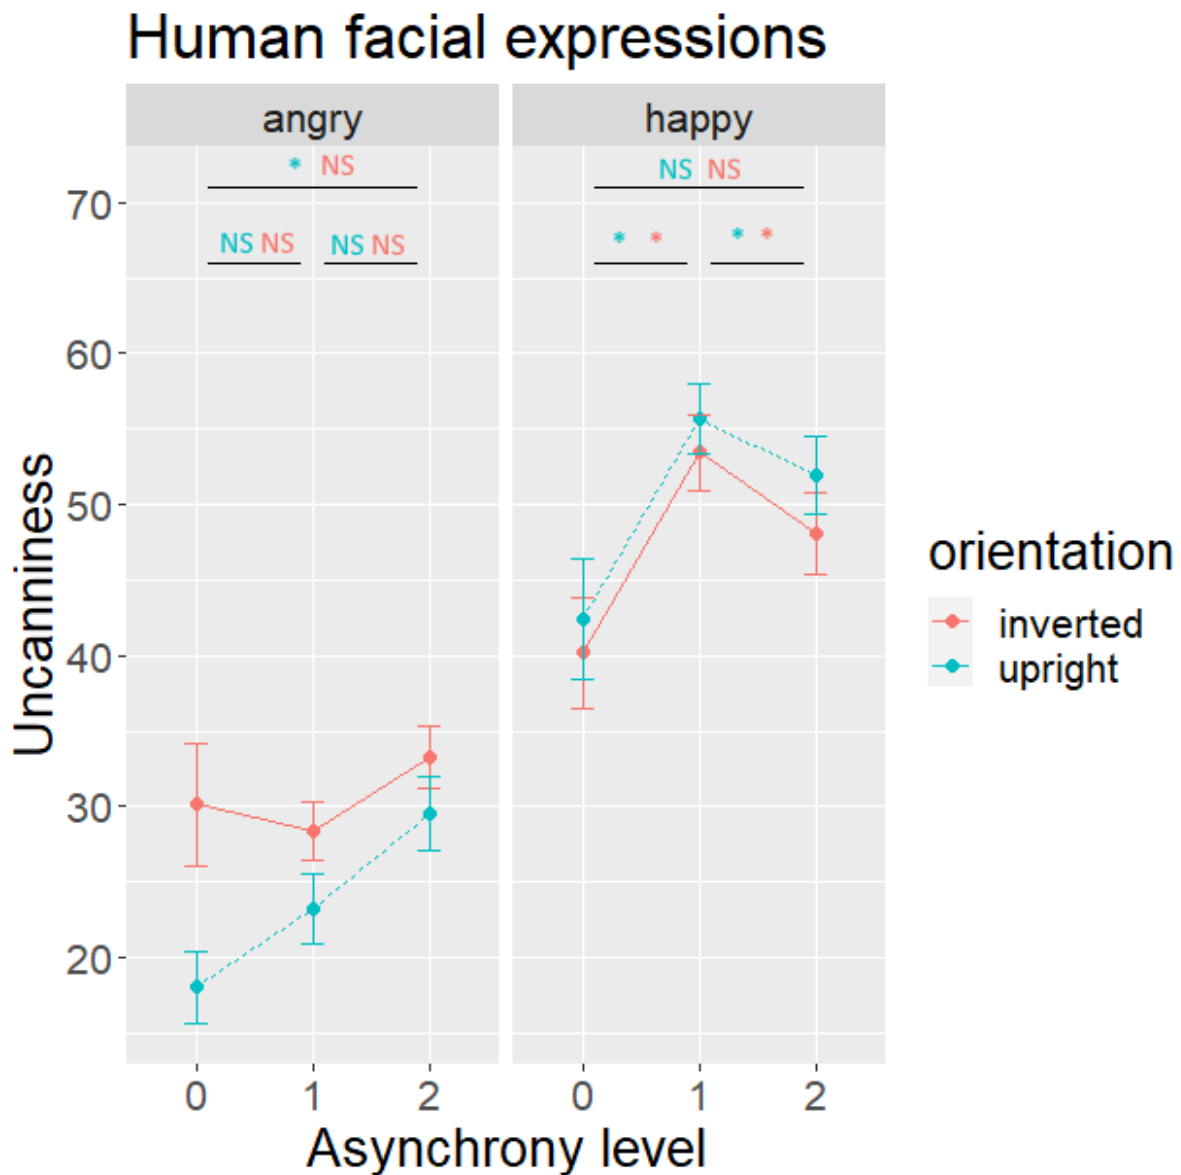 Human facial expressions
angry
happy
* NS
NS NS
NS NS
NS NS
* *
* *
70
60
50
40
30
20
Uncanniness
0 1 2
0 1 2
Asynchrony level
orientation
inverted
upright